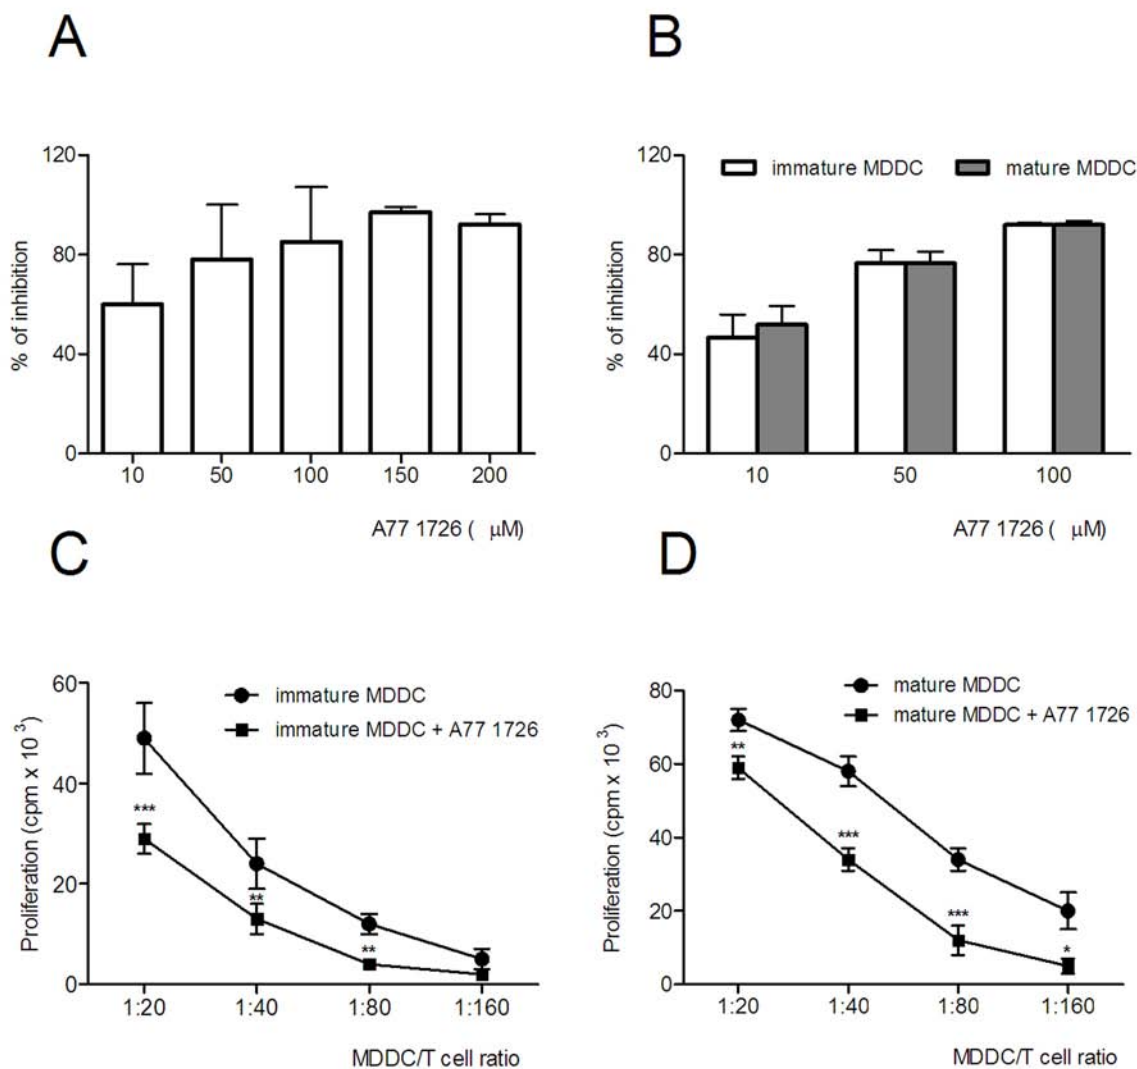 A
120
80
40
0
% of inhibition
10 50 100 150 200
A77 1726 ( μM)
B
immature MDDC mature MDDC
120
80
40
0
% of inhibition
10 50 100
A77 1726 ( μM)
C
immature MDDC
immature MDDC + A77 1726
60
40
20
0
Proliferation (cpm x 10³)
***
**
**
1:20 1:40 1:80 1:160
MDDC/T cell ratio
D
mature MDDC
mature MDDC + A77 1726
80
60
40
20
0
Proliferation (cpm x 10³)
**
***
***
*
1:20 1:40 1:80 1:160
MDDC/T cell ratio